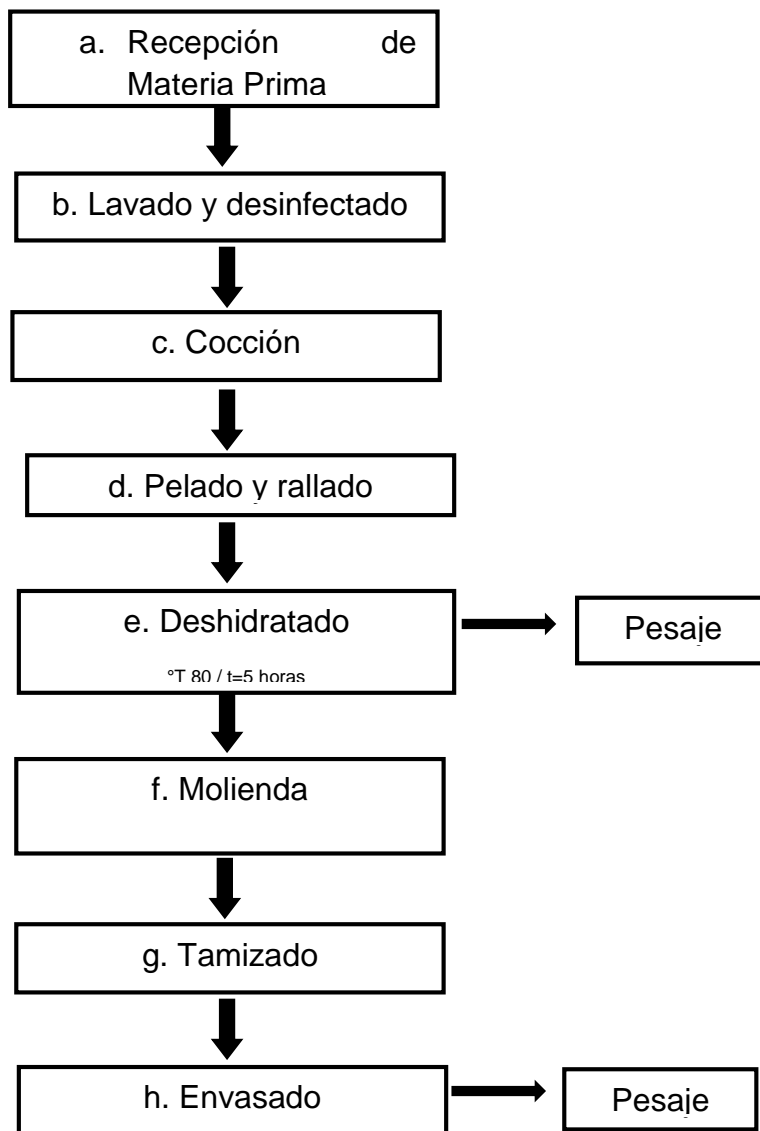 a. Recepción de
Materia Prima
b. Lavado y desinfectado
c. Cocción
d. Pelado y rallado
e. Deshidratado
Pesaje
°T 80 / t=5 horas
f. Molienda
g. Tamizado
h. Envasado
Pesaje